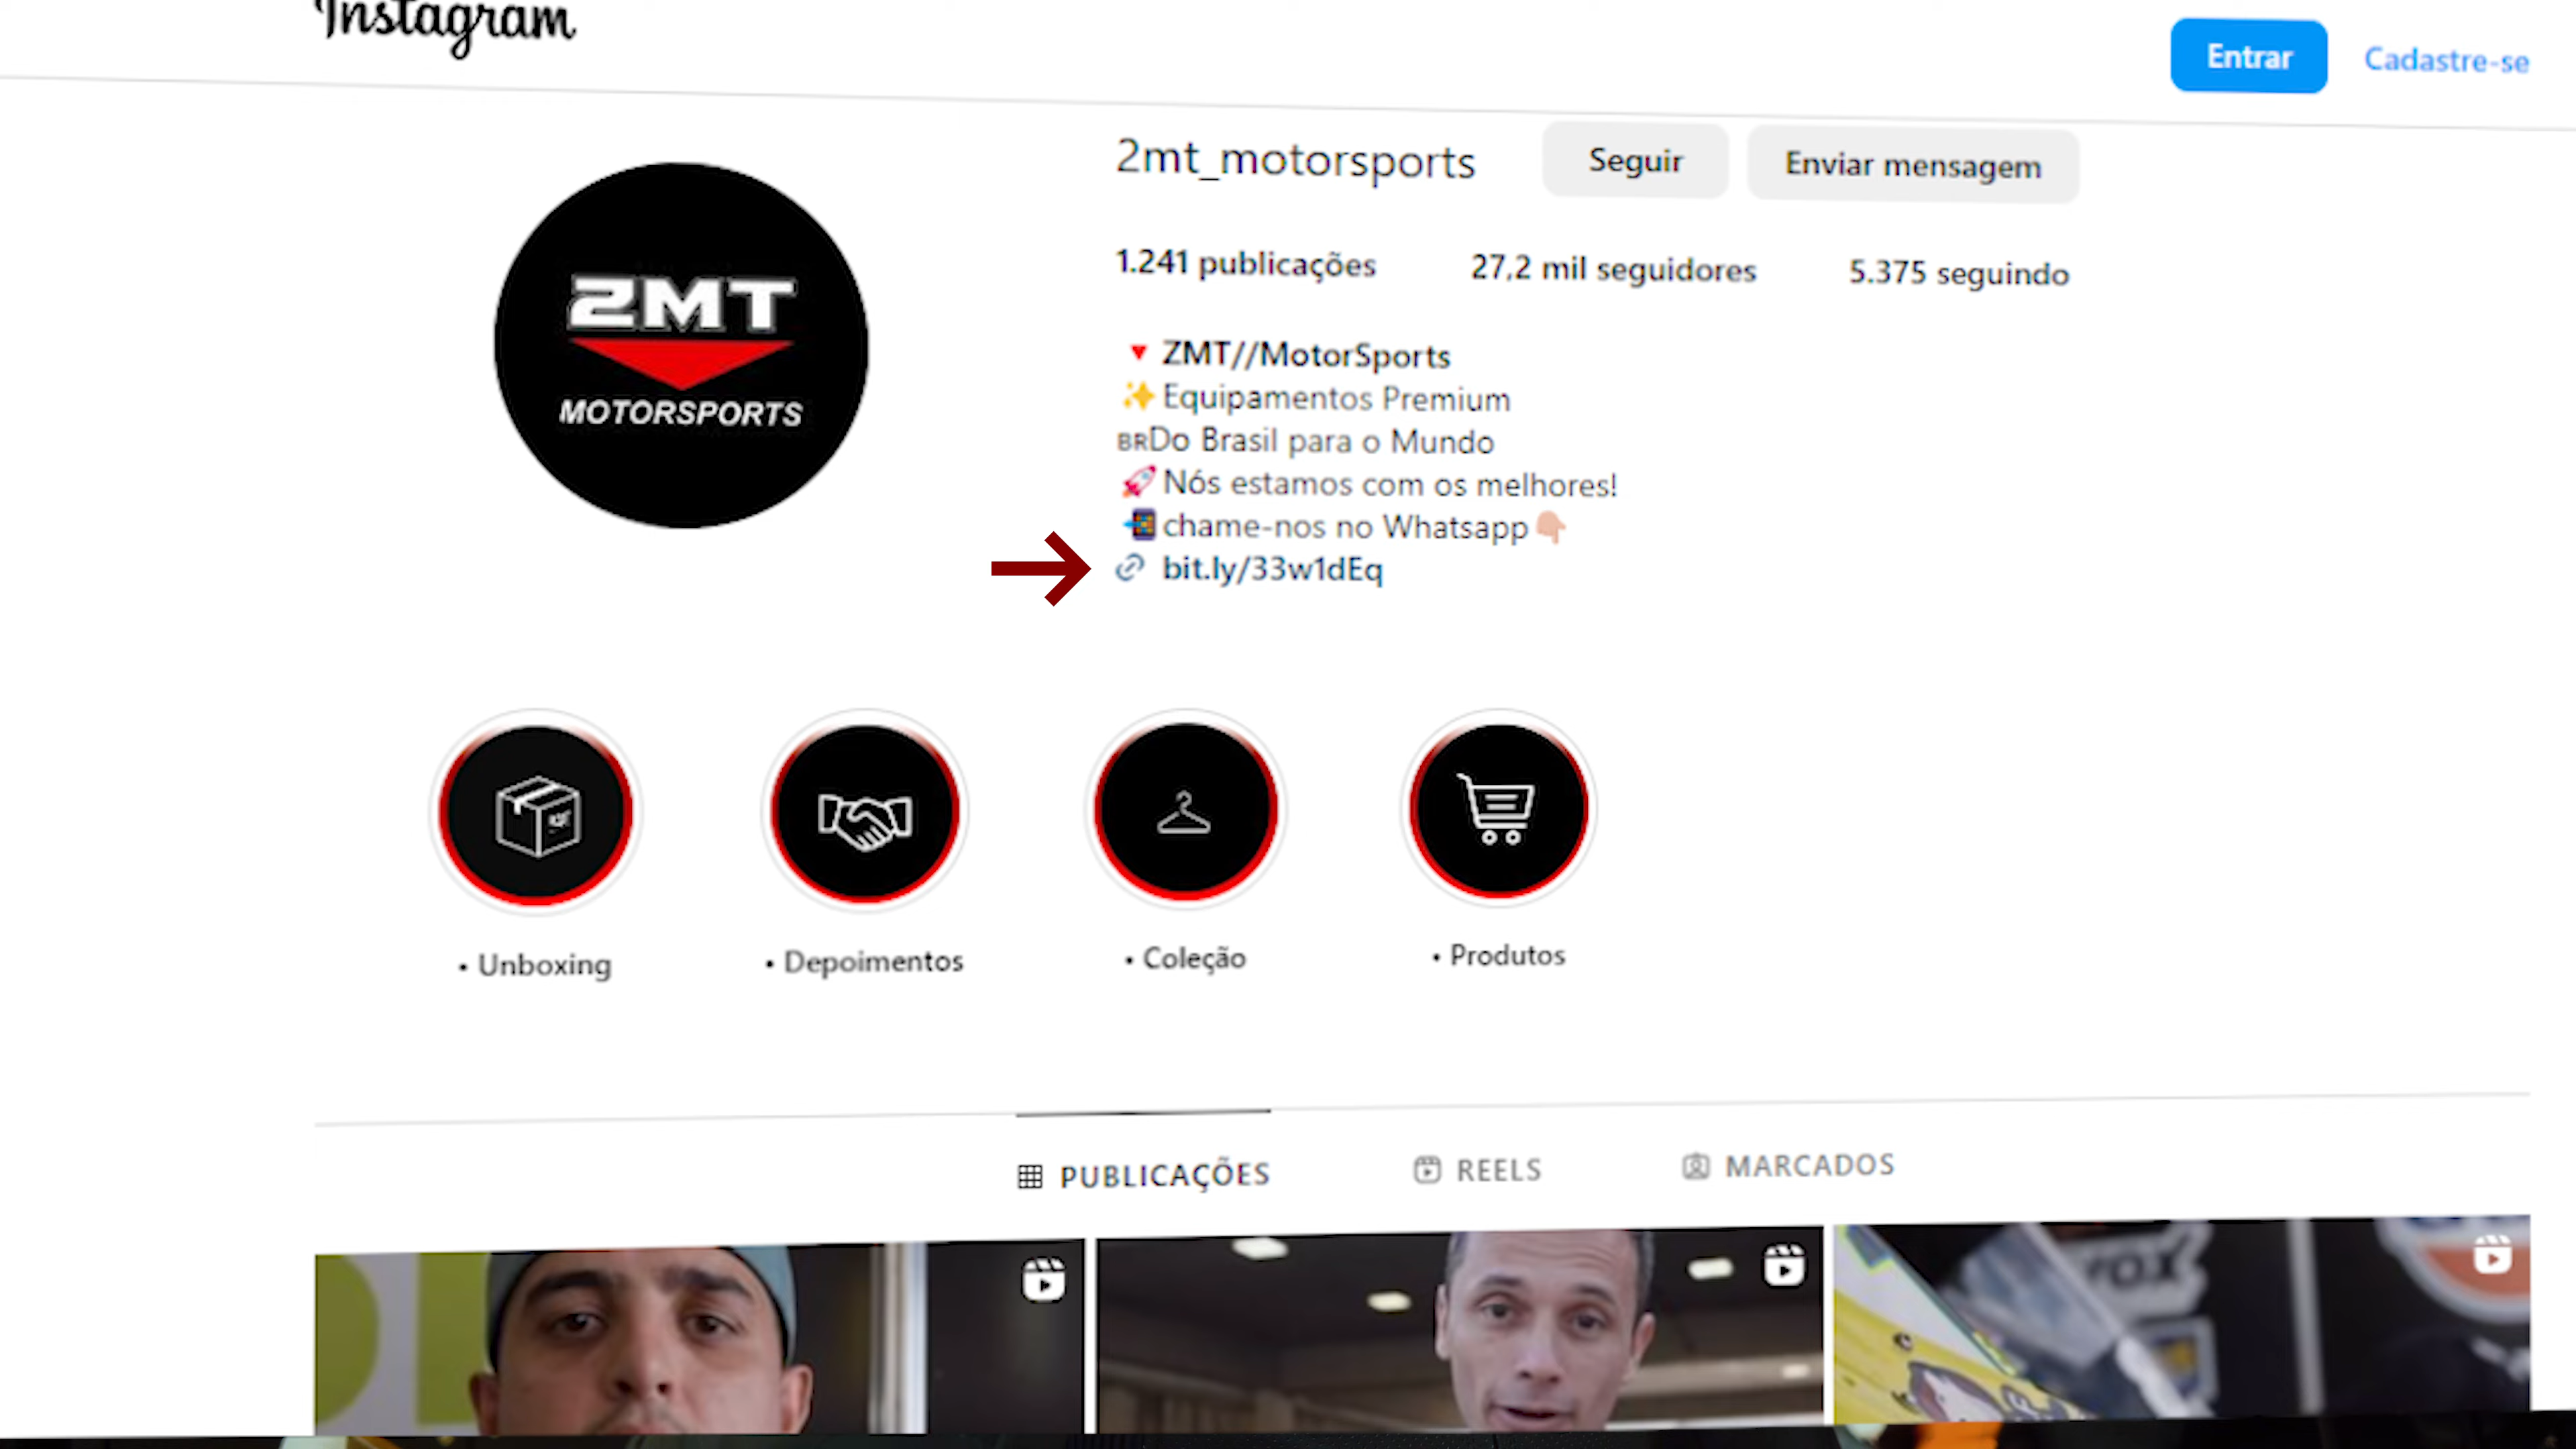 Instagram
Entrar
Cadastre-se
2mt_motorsports
Seguir
Enviar mensagem
1.241 publicações
27,2 mil seguidores
5.375 seguindo
2MT
MOTORSPORTS
ZMT//MotorSports
Equipamentos Premium
BRDo Brasil para o Mundo
Nós estamos com os melhores!
chame-nos no Whatsapp
bit.ly/33w1dEq
• Unboxing
• Depoimentos
• Coleção
• Produtos
PUBLICAÇÕES
REELS
MARCADOS